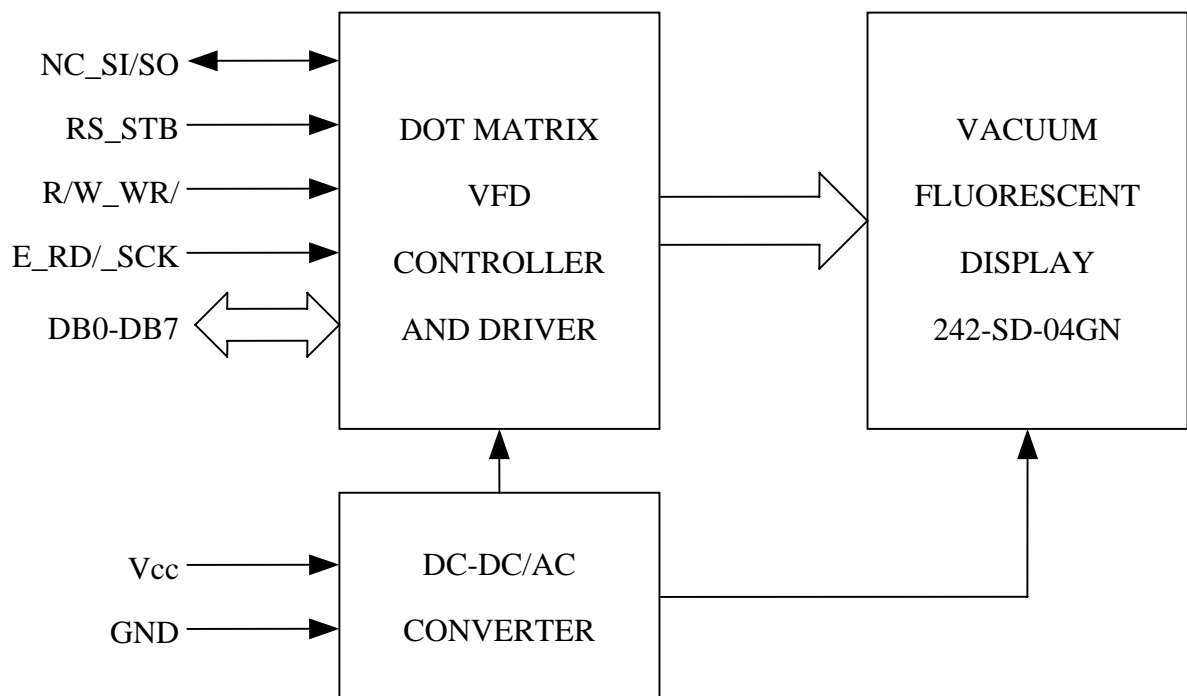 NC_SI/SO
RS_STB
R/W_WR/
E_RD/_SCK
DB0-DB7
DOT MATRIX
VFD
CONTROLLER
AND DRIVER
VACUUM
FLUORESCENT
DISPLAY
242-SD-04GN
Vcc
GND
DC-DC/AC
CONVERTER